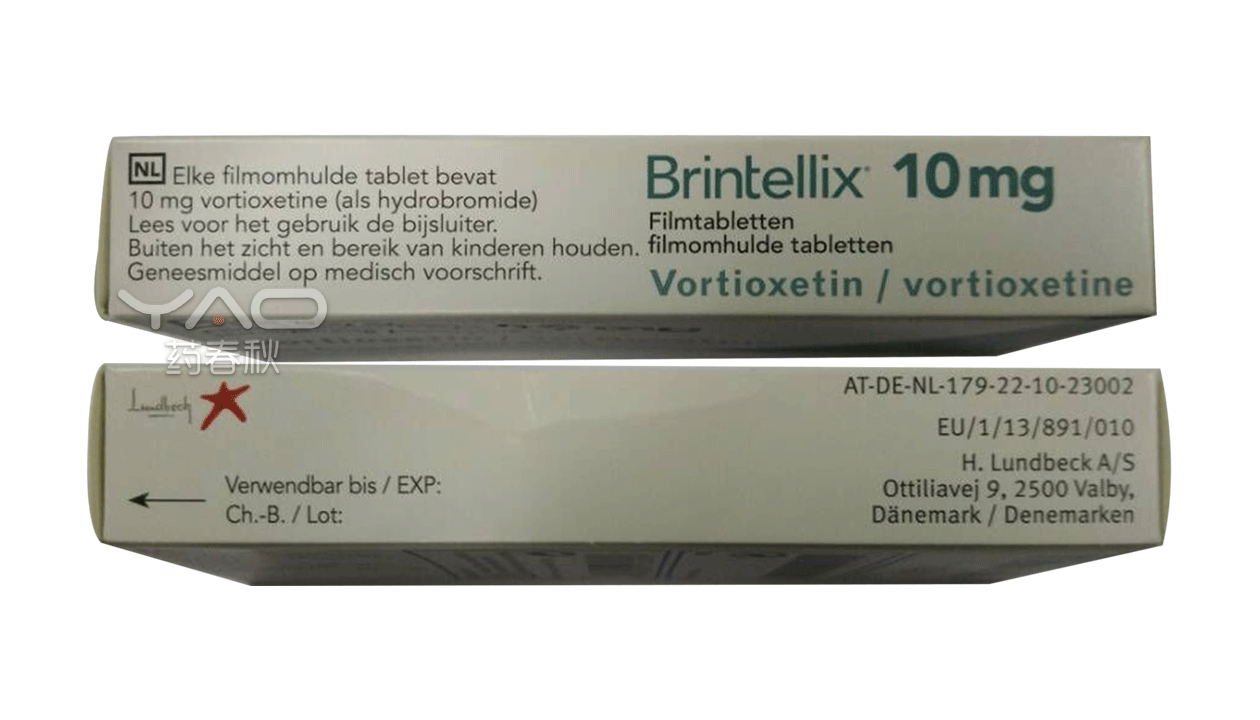 NL Elke filmomhulde tablet bevat
10 mg vortioxetine (als hydrobromide)
Lees voor het gebruik de bijsluiter.
Buiten het zicht en bereik van kinderen houden.
Geneesmiddel op medisch voorschrift.
Brintellix® 10 mg
Filmtabletten
filmomhulde tabletten
Vortioxetin / vortioxetine
YAO
药春秋
Lundbeck
AT-DE-NL-179-22-10-23002
EU/1/13/891/010
H. Lundbeck A/S
Ottiliavej 9, 2500 Valby,
Dänemark / Denemarken
Verwendbar bis / EXP:
Ch.-B. / Lot: